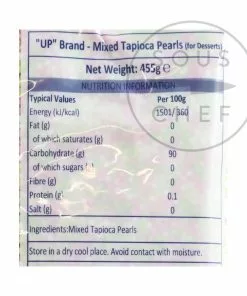 "UP" Brand - Mixed Tapioca Pearls (for Desserts)
Net Weight: 455g e
NUTRITION INFORMATION
Typical Values Per 100g
Energy (kj/kcal) 1501/360
Fat (g) 0
of which saturates (g) 0
Carbohydrate (g) 90
of which sugars (g) 0
Fibre (g) 0
Protein (g) 0.1
Salt (g) 0
Ingredients:Mixed Tapioca Pearls
Store in a dry cool place. Avoid contact with moisture.
SOUS CHEF